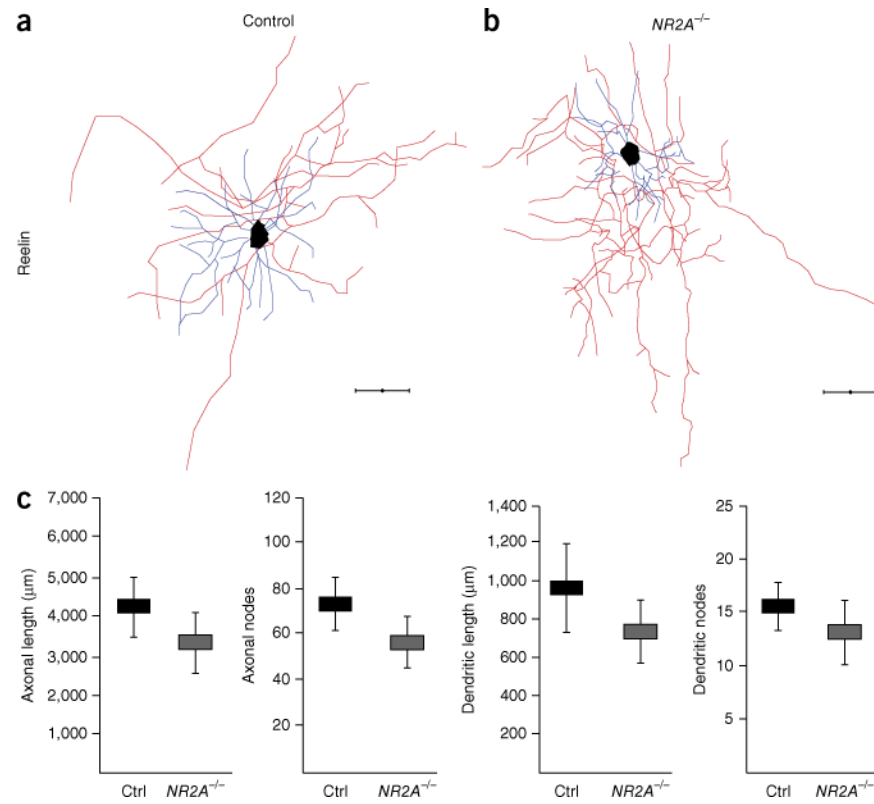 a
Control
b
NR2A−/−
Reelin
c
Axonal length (μm)
7,000
6,000
5,000
4,000
3,000
2,000
1,000
Ctrl NR2A−/−
Axonal nodes
120
100
80
60
40
20
Ctrl NR2A−/−
Dendritic length (μm)
1,400
1,200
1,000
800
600
400
200
Ctrl NR2A−/−
Dendritic nodes
25
20
15
10
5
Ctrl NR2A−/−